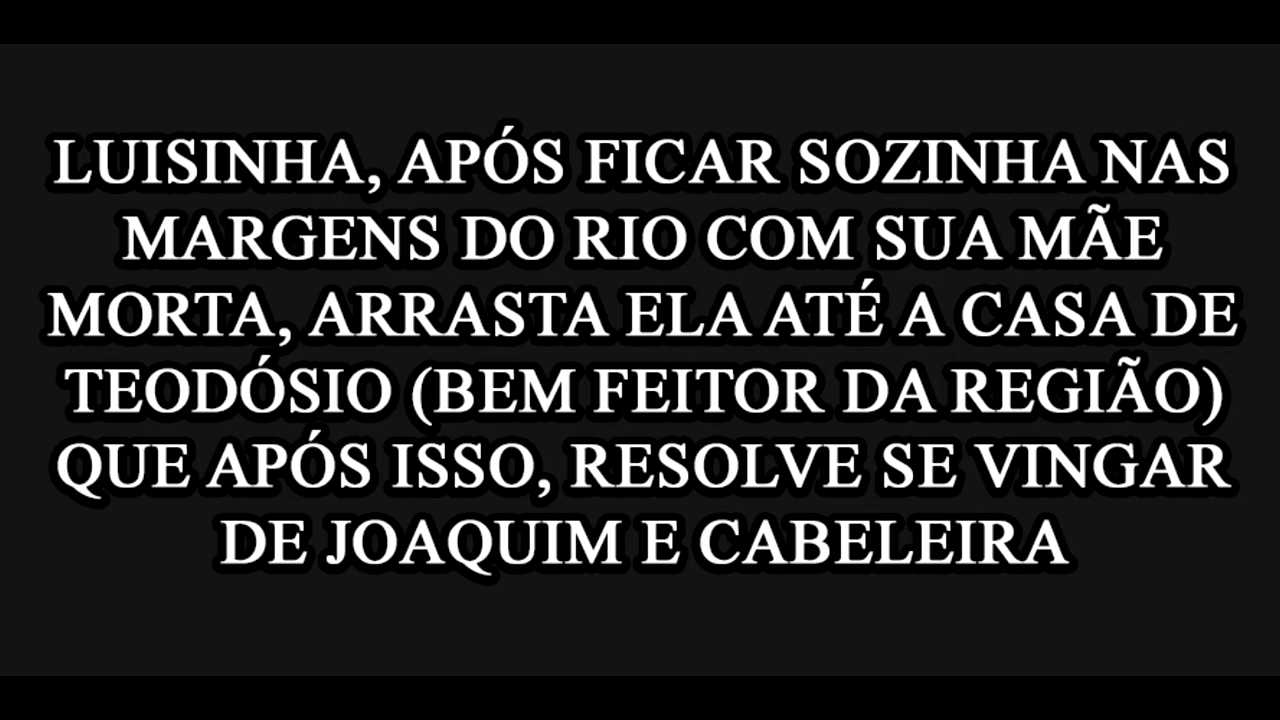 LUISINHA, APÓS FICAR SOZINHA NAS
MARGENS DO RIO COM SUA MÃE
MORTA, ARRASTA ELA ATÉ A CASA DE
TEODÓSIO (BEM FEITOR DA REGIÃO)
QUE APÓS ISSO, RESOLVE SE VINGAR
DE JOAQUIM E CABELEIRA